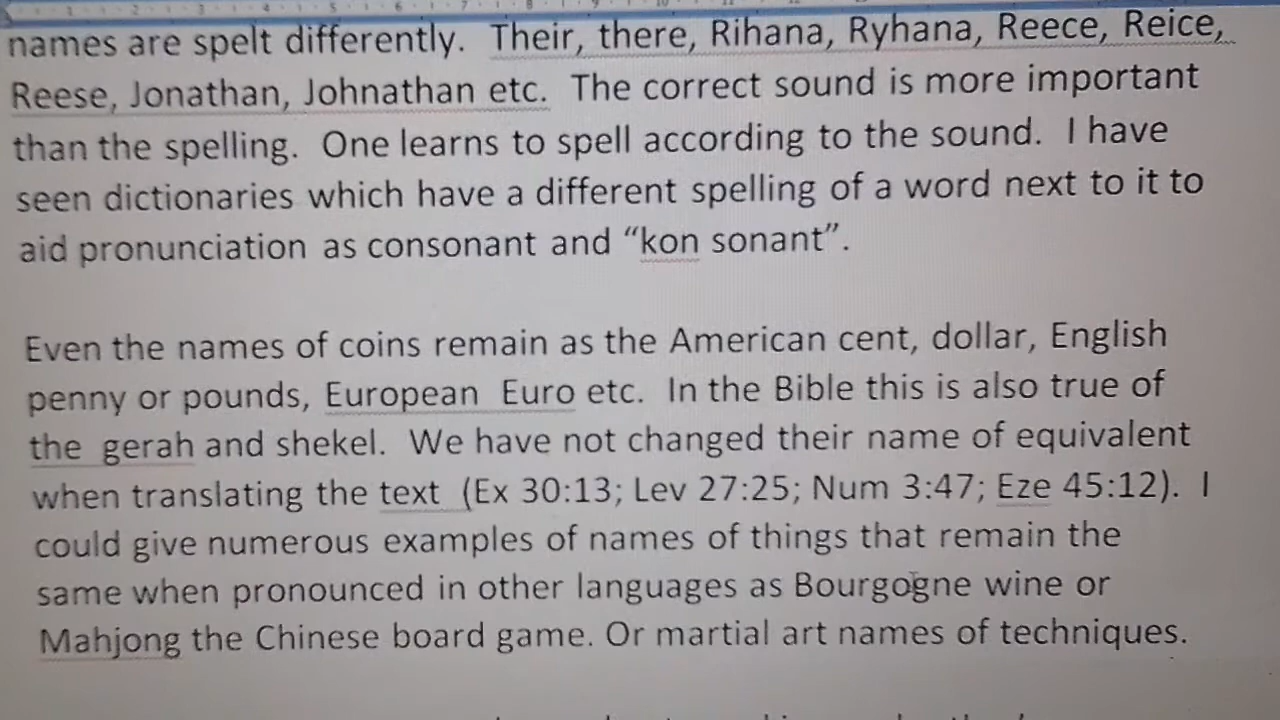 names are spelt differently.  Their, there, Rihana, Ryhana, Reece, Reice,
Reese, Jonathan, Johnathan etc.  The correct sound is more important
than the spelling.  One learns to spell according to the sound.  I have
seen dictionaries which have a different spelling of a word next to it to
aid pronunciation as consonant and “kon sonant”.
Even the names of coins remain as the American cent, dollar, English
penny or pounds, European  Euro etc.  In the Bible this is also true of
the  gerah and shekel.  We have not changed their name of equivalent
when translating the text  (Ex 30:13; Lev 27:25; Num 3:47; Eze 45:12).  I
could give numerous examples of names of things that remain the
same when pronounced in other languages as Bourgogne wine or
Mahjong the Chinese board game. Or martial art names of techniques.